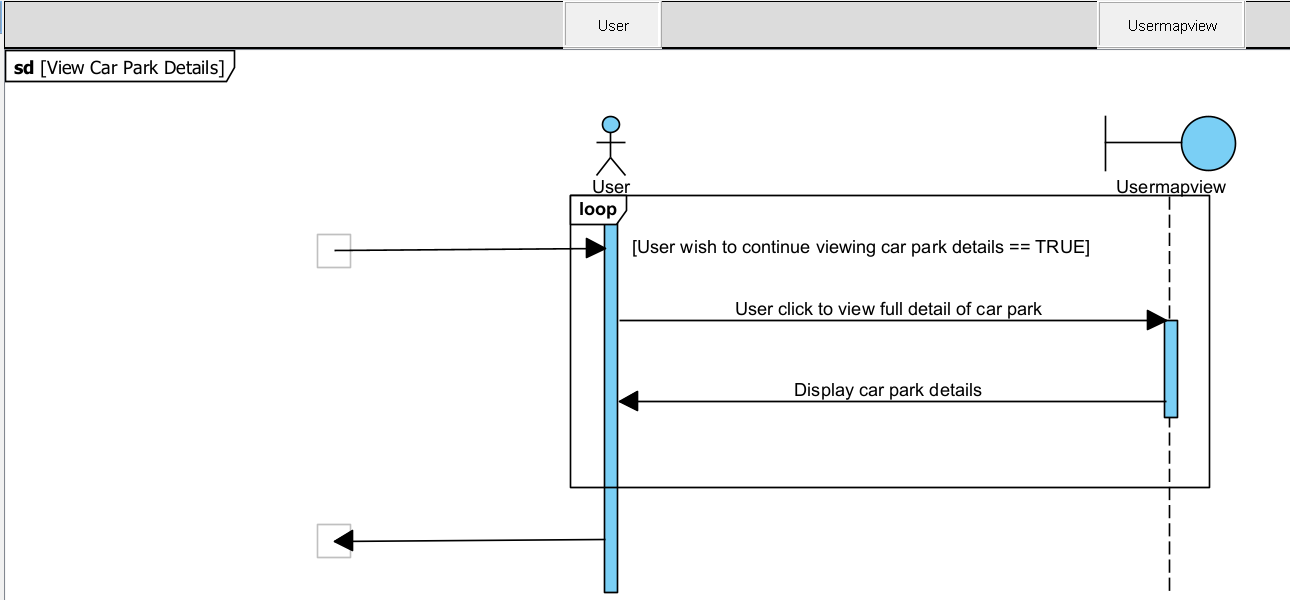 User
Usermapview
sd [View Car Park Details]
User
Usermapview
loop
[User wish to continue viewing car park details == TRUE]
User click to view full detail of car park
Display car park details